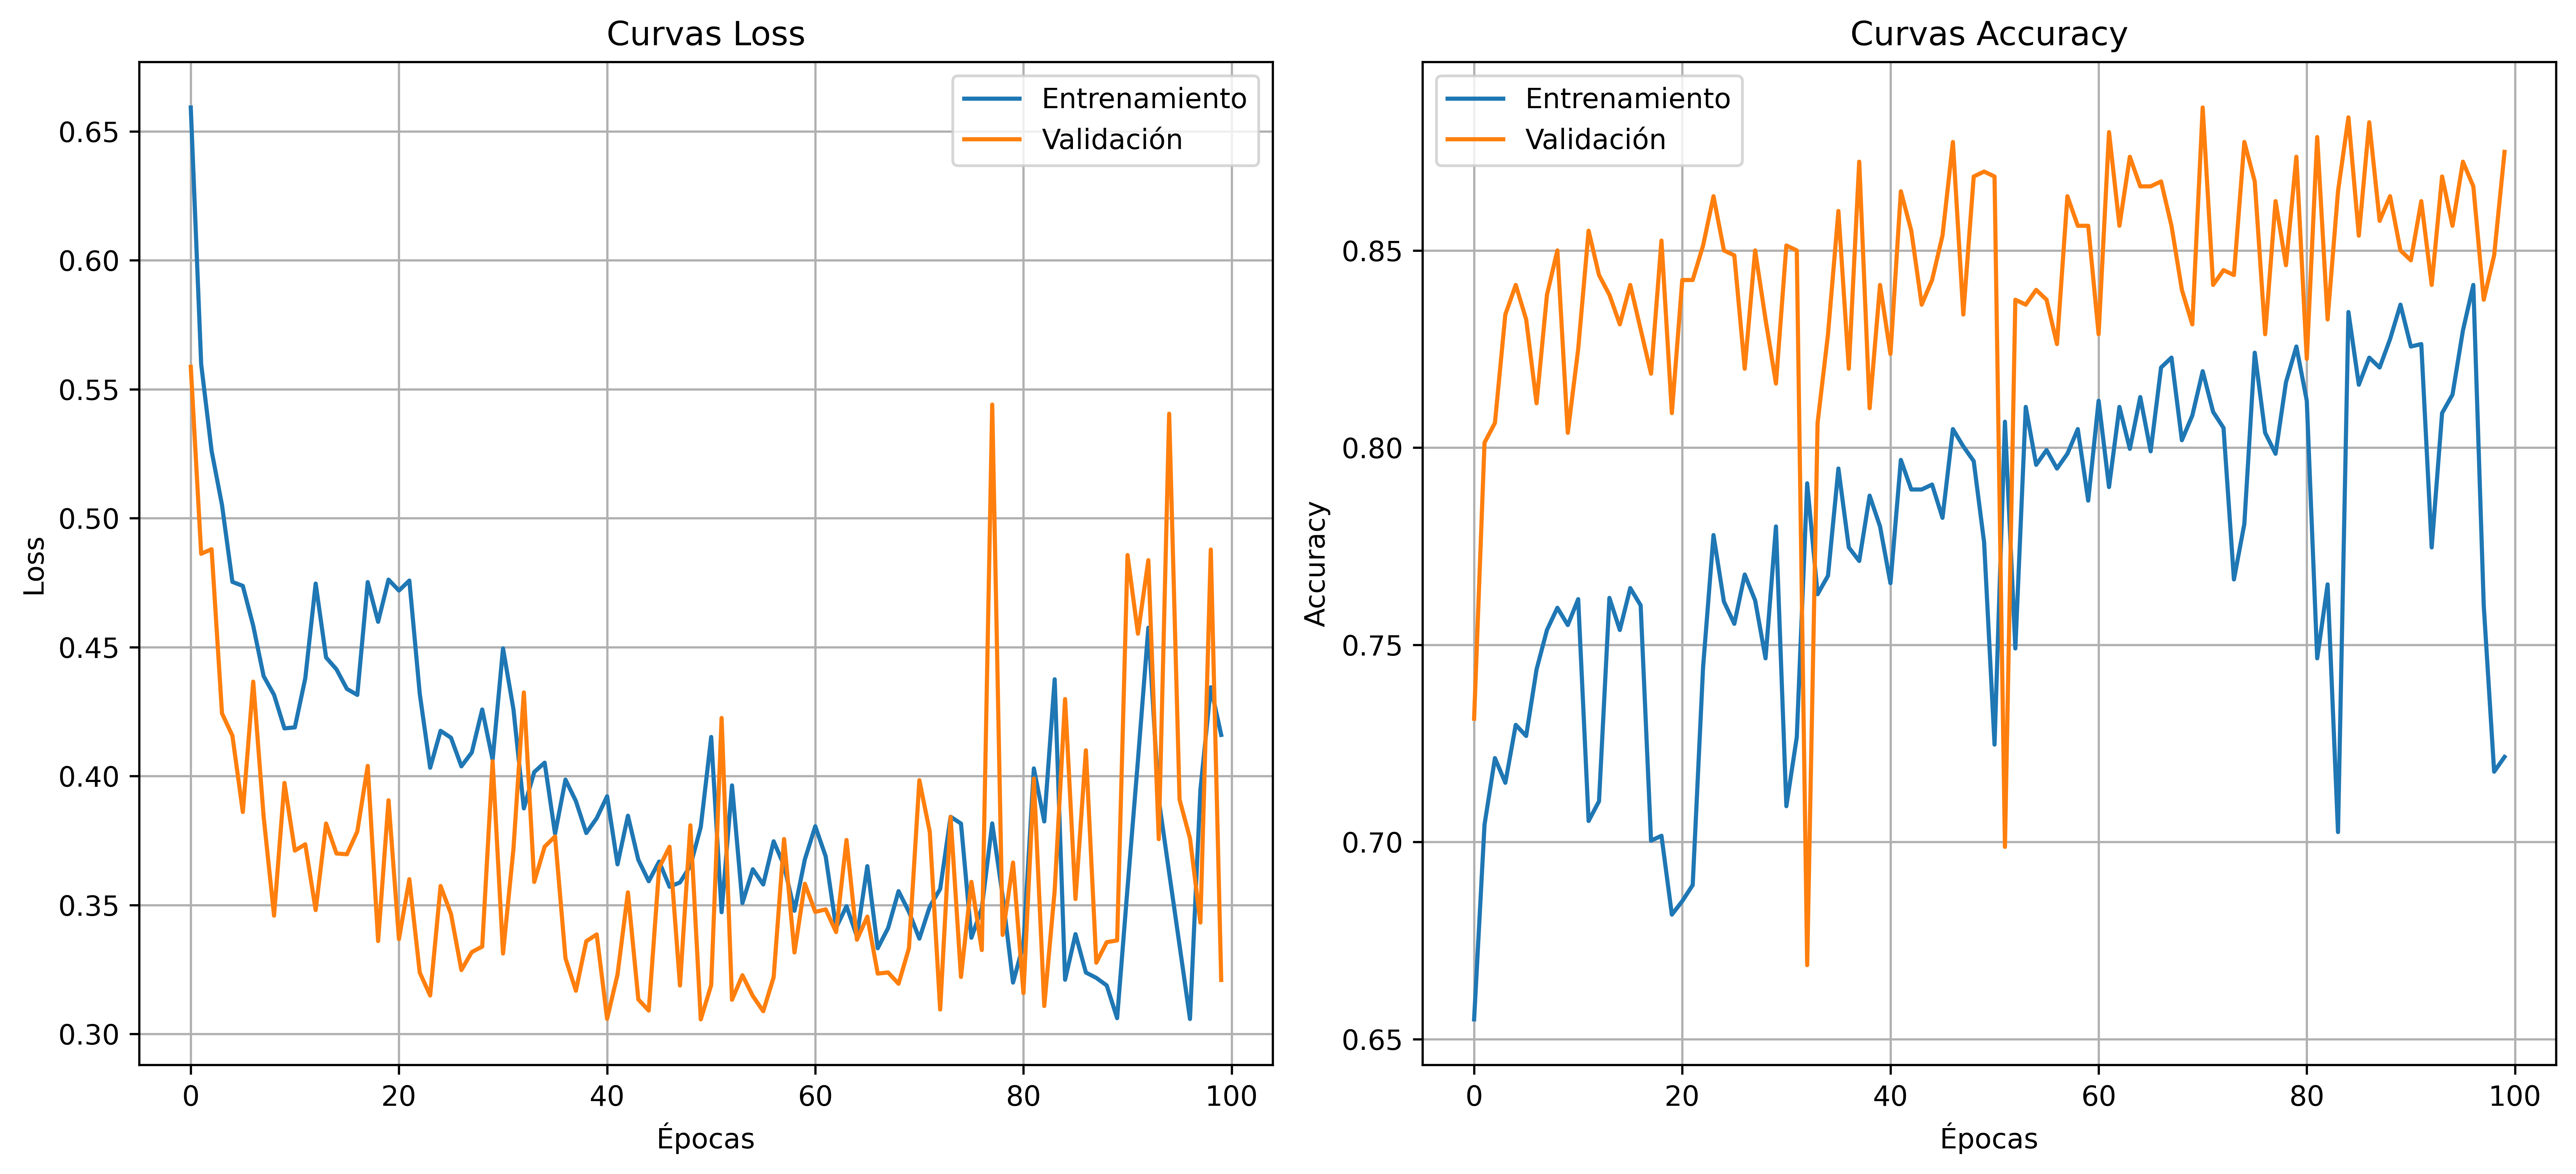 Curvas Loss
Entrenamiento
Validación
0.65
0.60
0.55
0.50
0.45
0.40
0.35
0.30
Loss
0 20 40 60 80 100
Épocas
Curvas Accuracy
Entrenamiento
Validación
0.85
0.80
0.75
0.70
0.65
Accuracy
0 20 40 60 80 100
Épocas